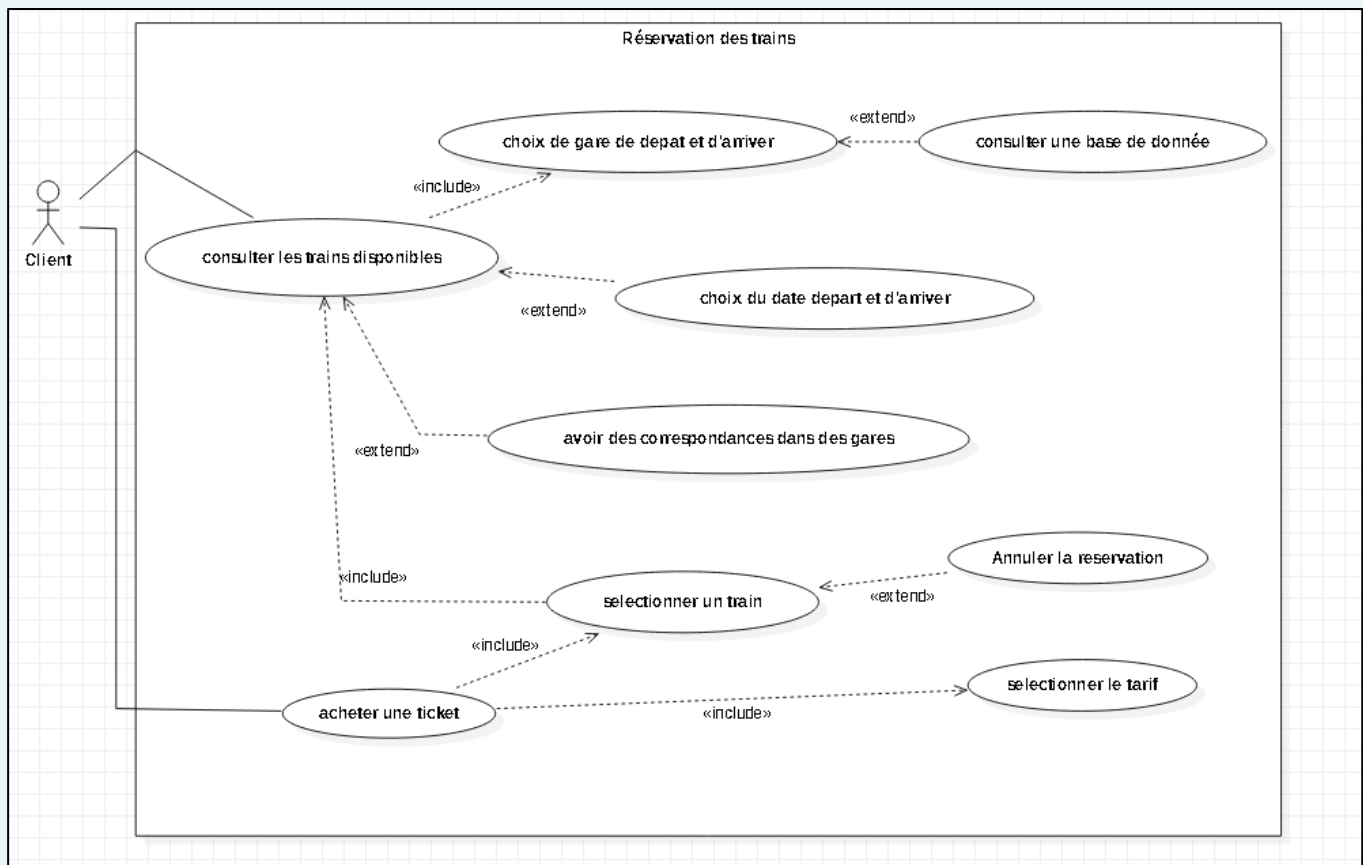 Réservation des trains
choix de gare de depat et d'arriver
«extend»
consulter une base de donnée
«include»
Client
consulter les trains disponibles
choix du date depart et d'arriver
«extend»
avoir des correspondances dans des gares
«extend»
Annuler la reservation
«include»
selectionner un train
«extend»
«include»
selectionner le tarif
acheter une ticket
«include»